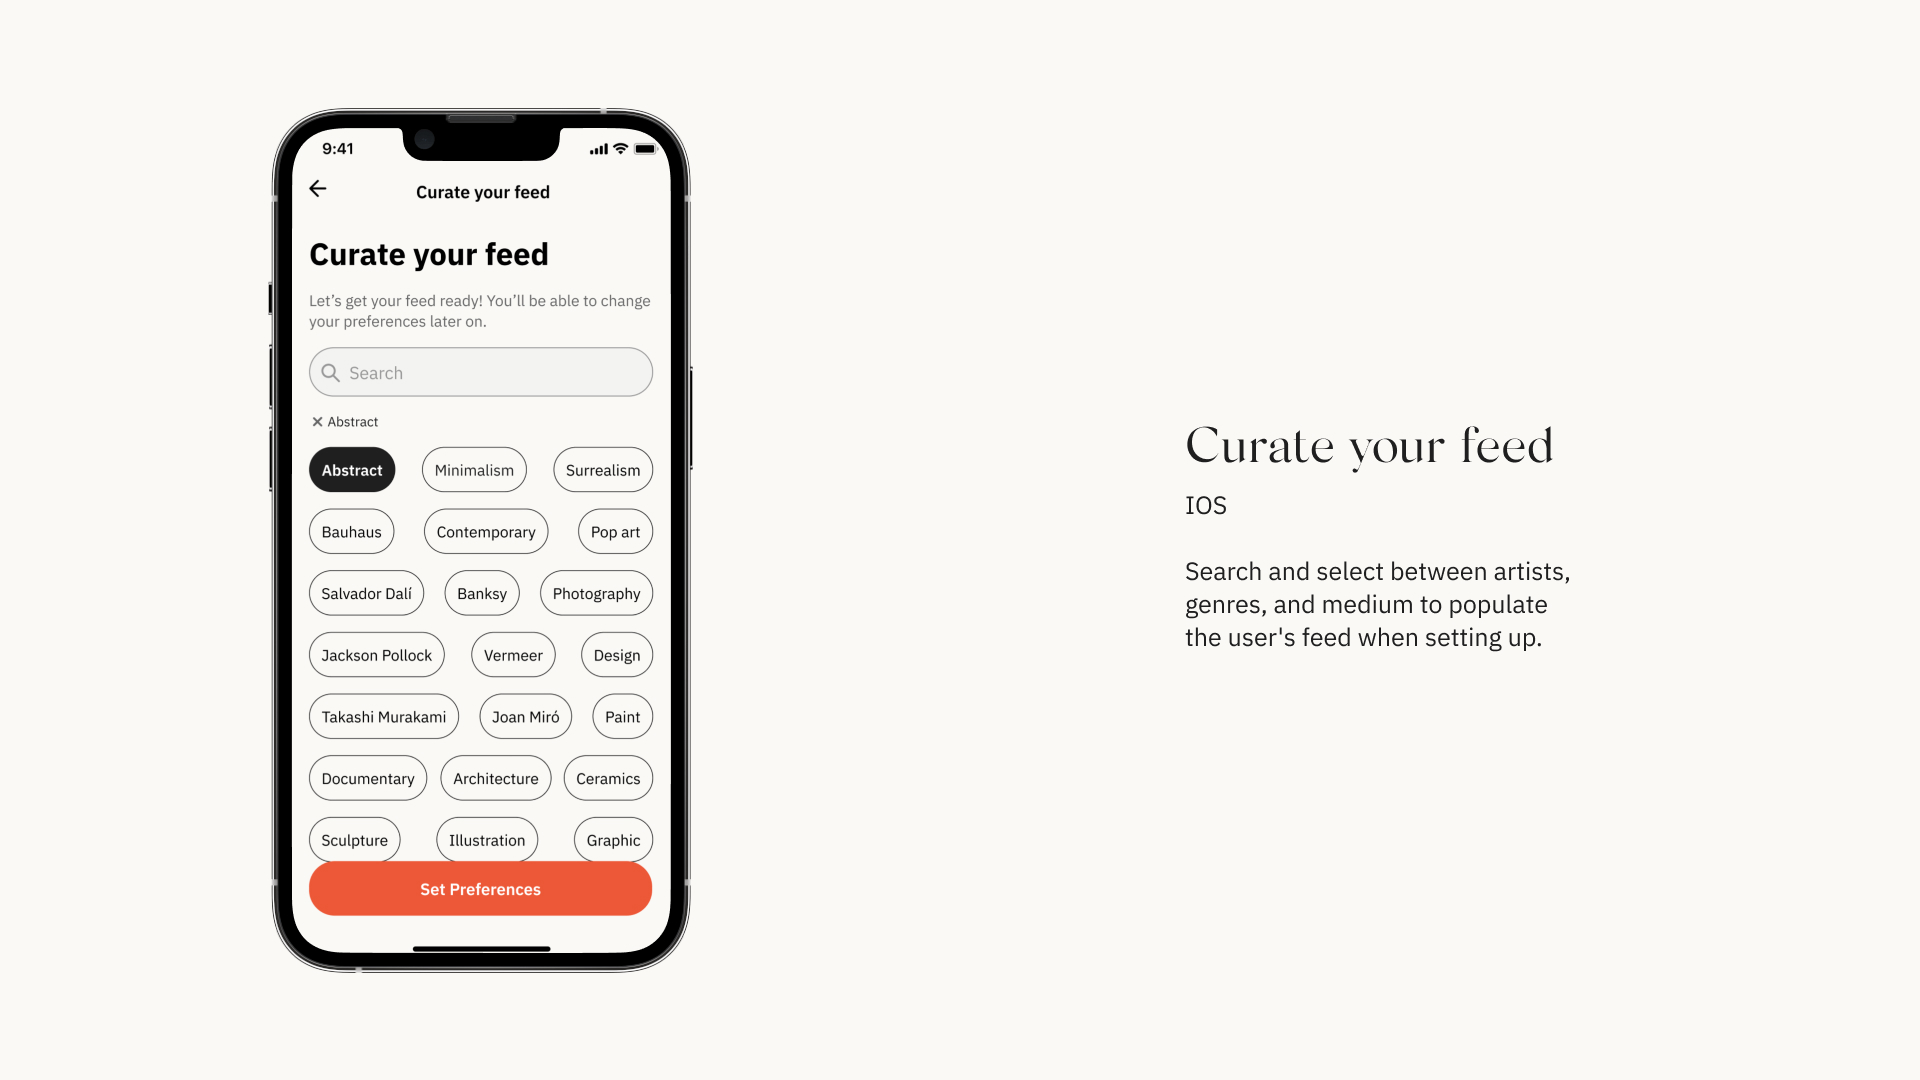 9:41
Curate your feed
Curate your feed
Let’s get your feed ready! You’ll be able to change
your preferences later on.
Search
Abstract
Abstract Minimalism Surrealism
Bauhaus Contemporary Pop art
Salvador Dalí Banksy Photography
Jackson Pollock Vermeer Design
Takashi Murakami Joan Miró Paint
Documentary Architecture Ceramics
Sculpture Illustration Graphic
Set Preferences
Curate your feed
IOS
Search and select between artists,
genres, and medium to populate
the user's feed when setting up.